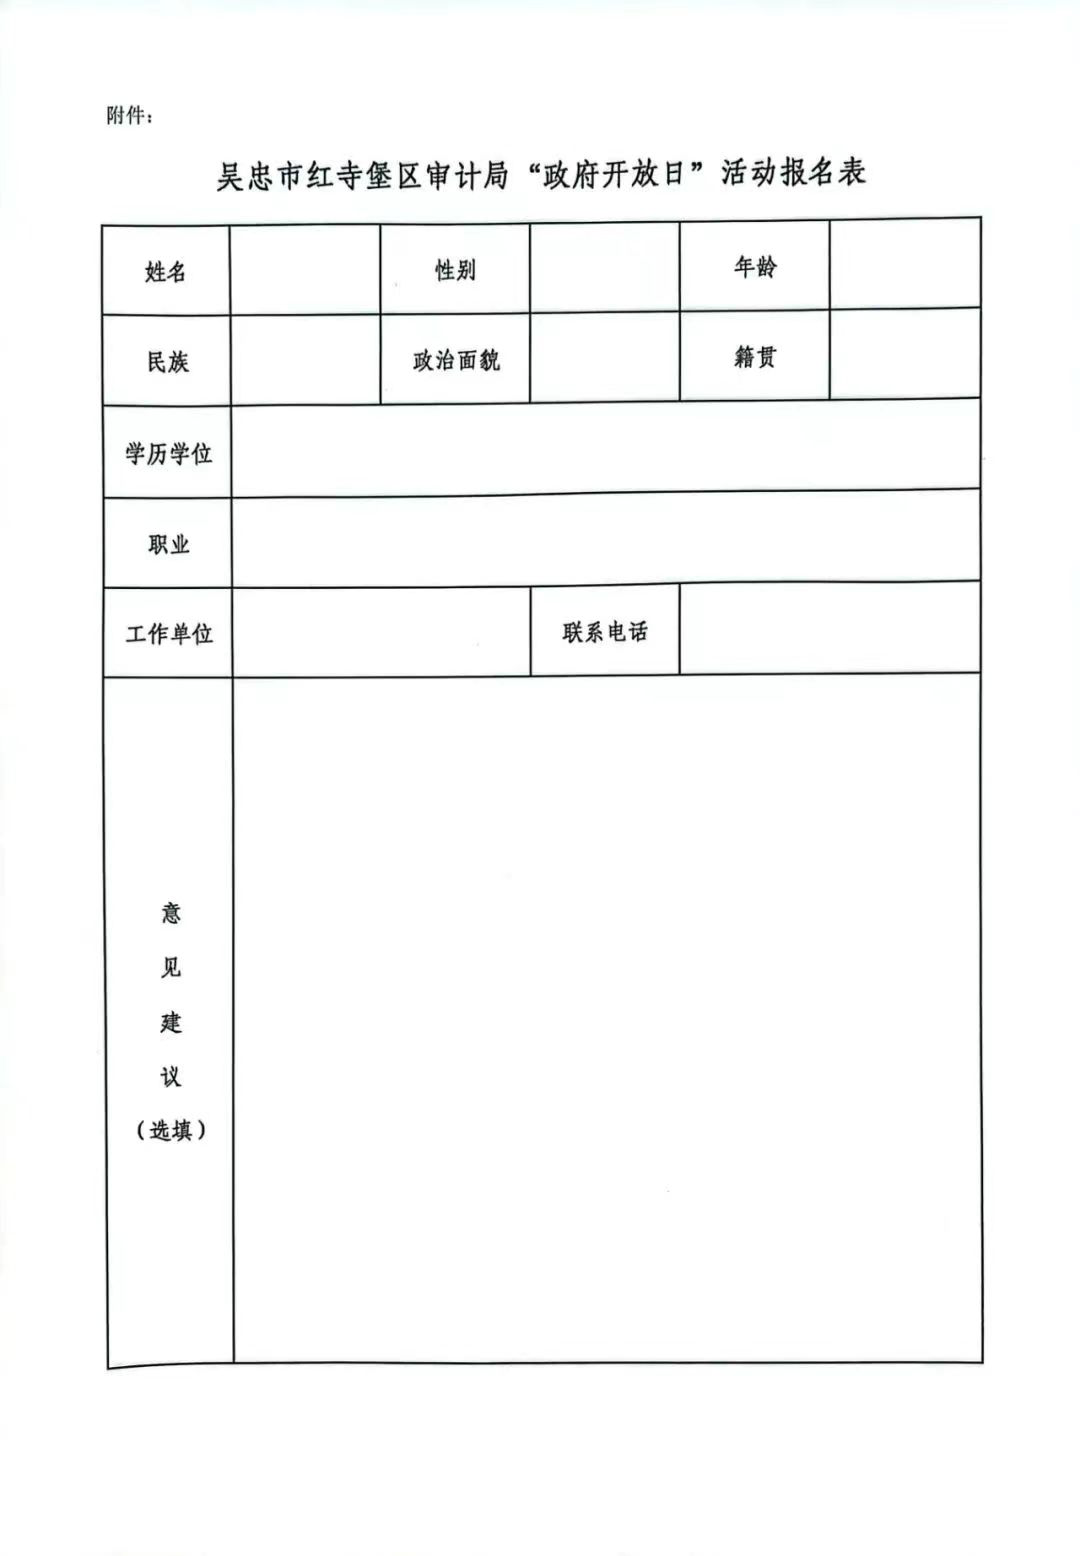 附件：
吴忠市红寺堡区审计局“政府开放日”活动报名表
姓名 性别 年龄
民族 政治面貌 籍贯
学历学位
职业
工作单位 联系电话
意
见
建
议
（选填）